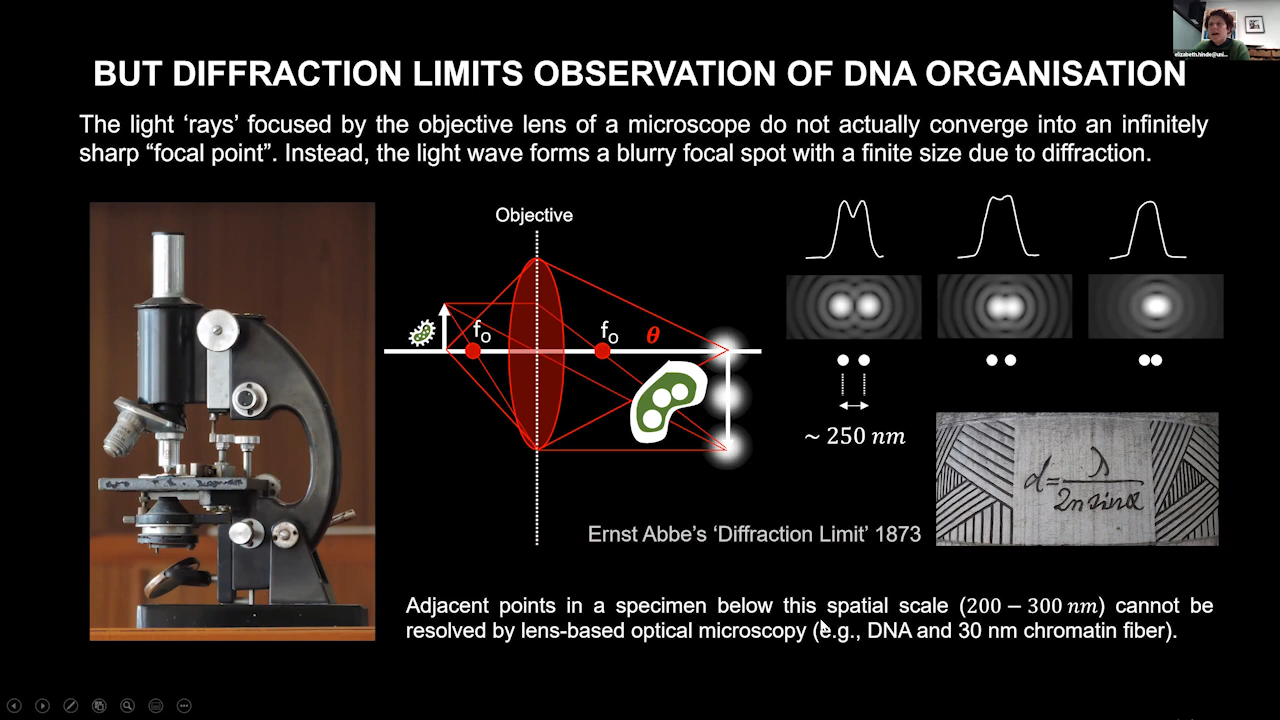 elizabeth.hinde@uni...
BUT DIFFRACTION LIMITS OBSERVATION OF DNA ORGANISATION
The light ‘rays’ focused by the objective lens of a microscope do not actually converge into an infinitely
sharp “focal point”. Instead, the light wave forms a blurry focal spot with a finite size due to diffraction.
Objective
fO
fO
θ
~ 250 nm
d=λ/2n sinα
Ernst Abbe’s ‘Diffraction Limit’ 1873
Adjacent points in a specimen below this spatial scale (200 − 300 nm) cannot be
resolved by lens-based optical microscopy (e.g., DNA and 30 nm chromatin fiber).